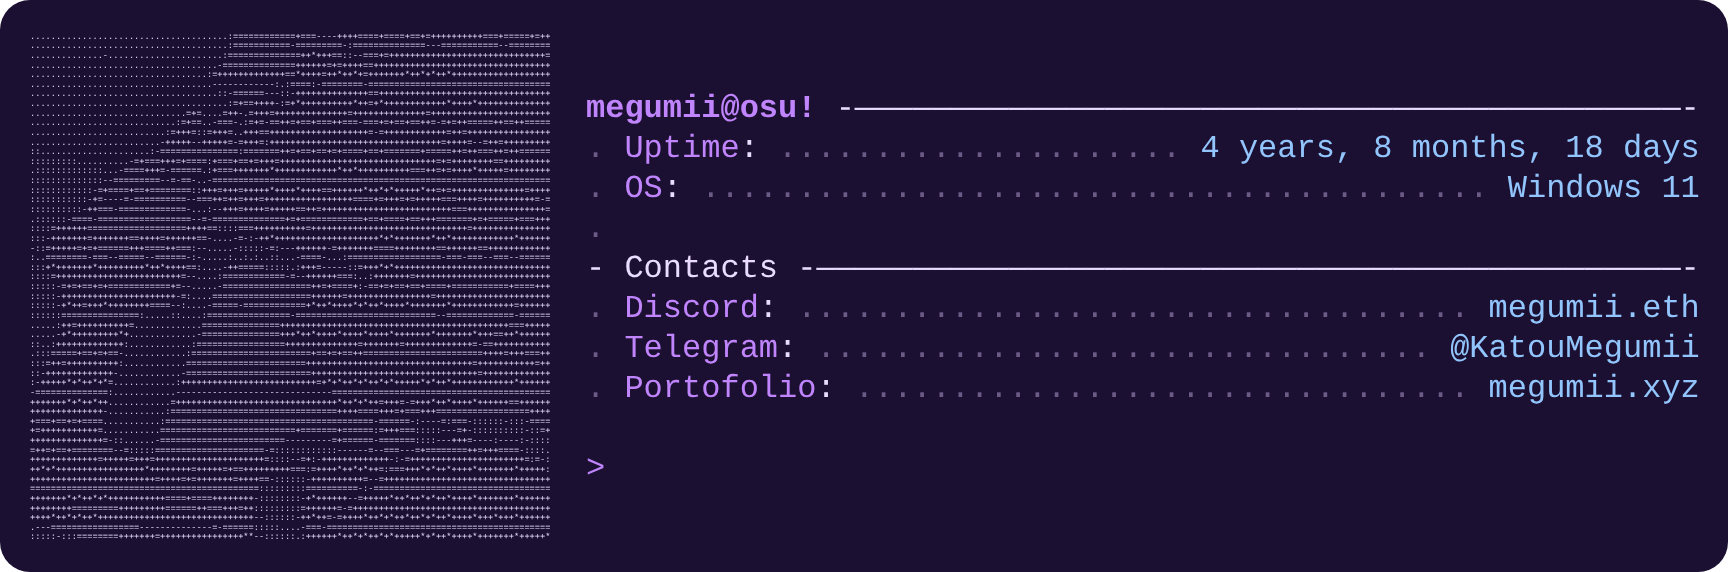 megumii@osu! -——————————————————————————————————————————-
. Uptime: ..................... 4 years, 8 months, 18 days
. OS: ......................................... Windows 11
.
- Contacts -——————————————————————————————————————————————-
. Discord: ................................... megumii.eth
. Telegram: ................................ @KatouMegumii
. Portofolio: ................................ megumii.xyz
>